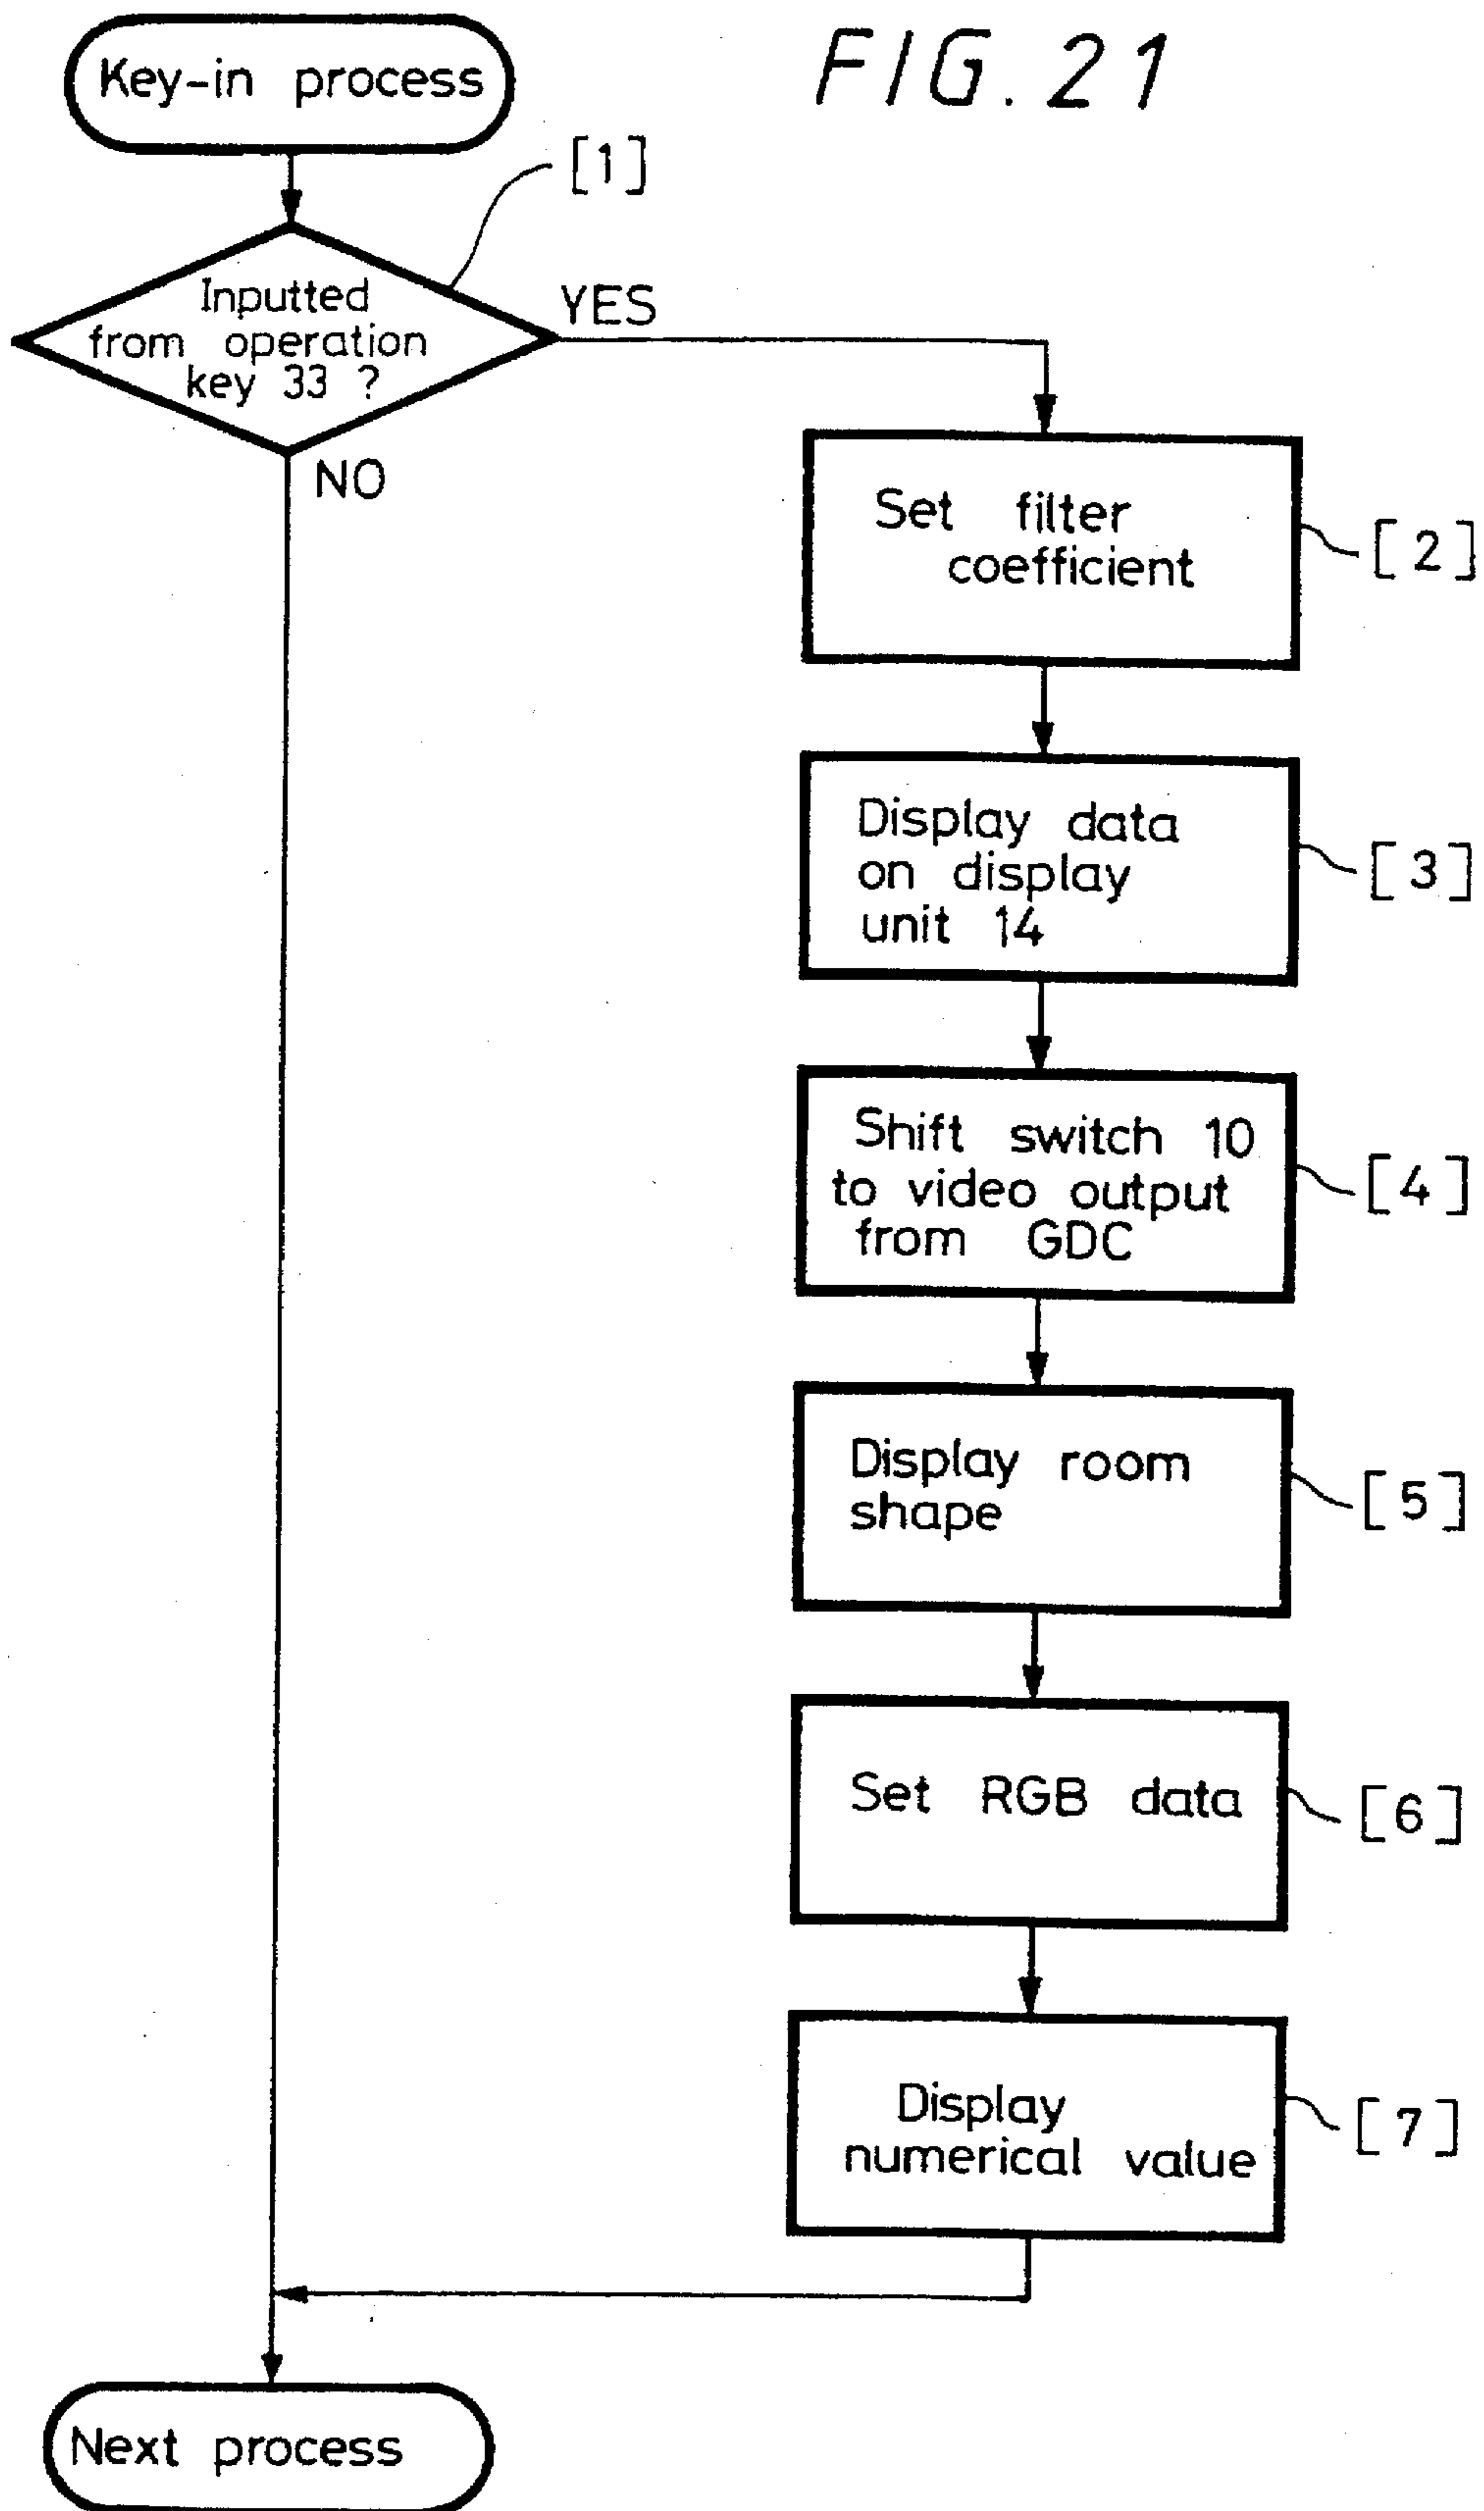 FIG. 21
Key-in process
[1]
Inputted
from operation
key 33 ?
YES
NO
Set filter
coefficient
[2]
Display data
on display
unit 14
[3]
Shift switch 10
to video output
from GDC
[4]
Display room
shape
[5]
Set RGB data
[6]
Display
numerical value
[7]
Next process